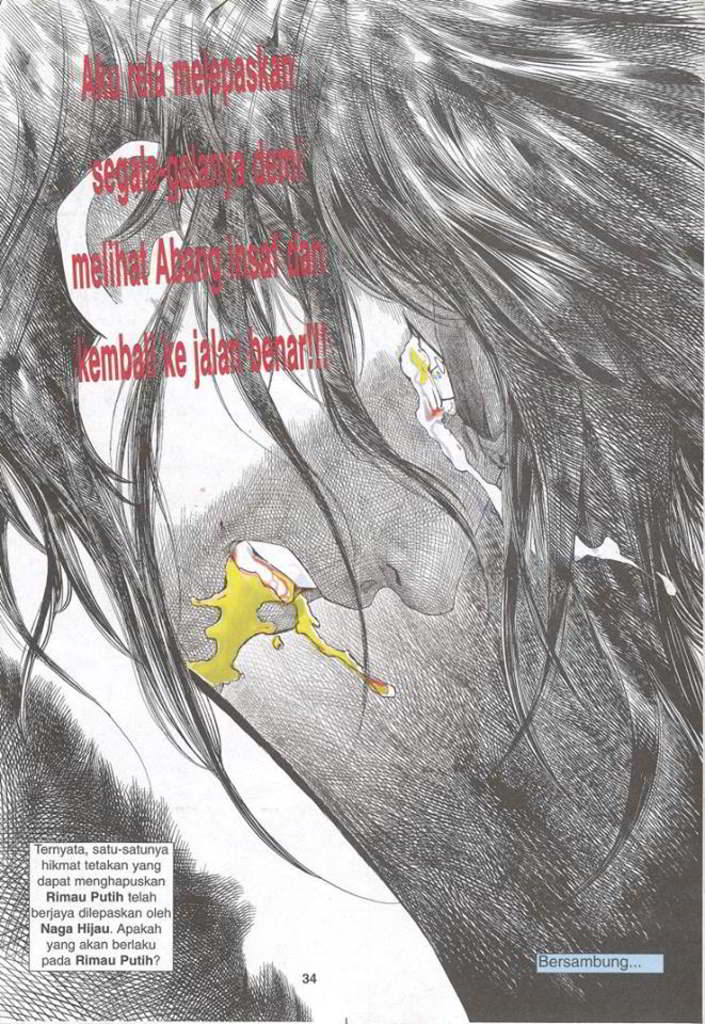 Aku rela melepaskan
segala-galanya demi
melihat Abang insaf dan
kembali ke jalan benar!!!
Ternyata, satu-satunya
hikmat tetakan yang
dapat menghapuskan
Rimau Putih telah
berjaya dilepaskan oleh
Naga Hijau. Apakah
yang akan berlaku
pada Rimau Putih?
34
Bersambung...